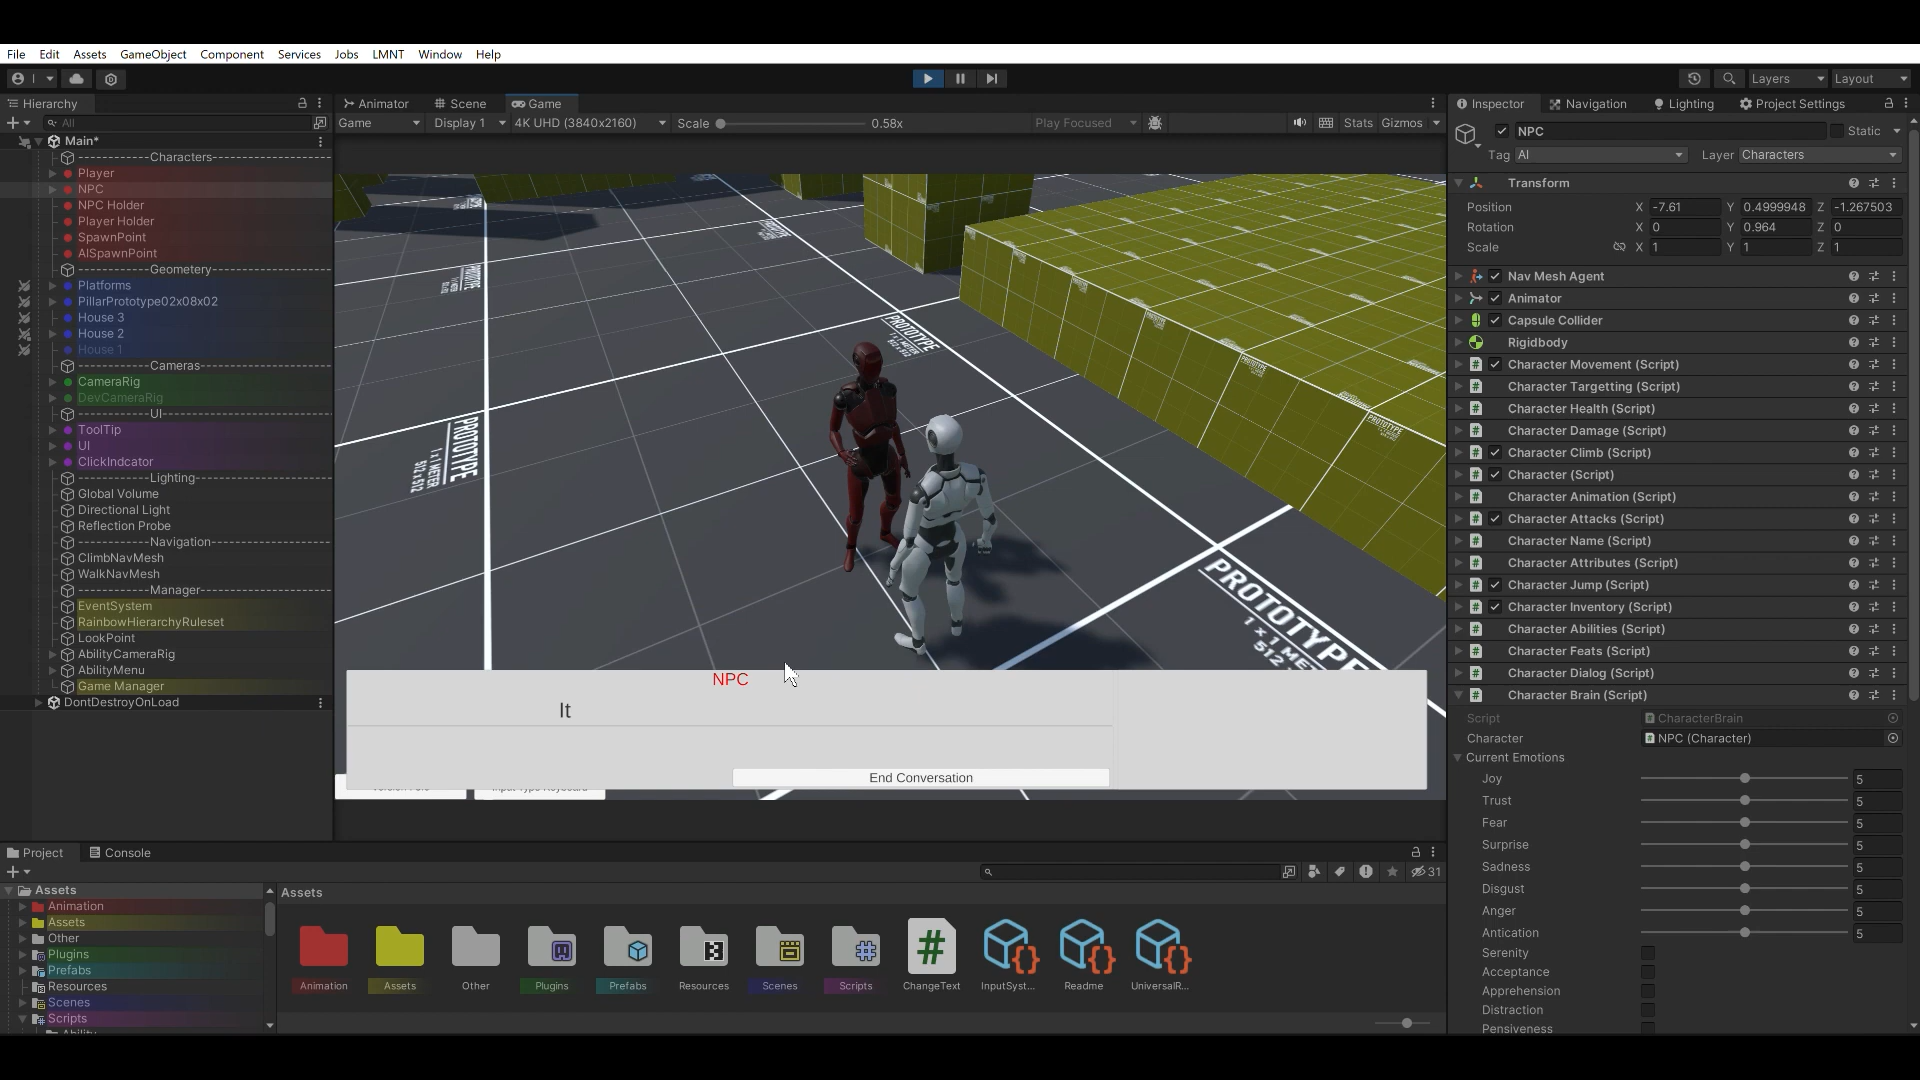 File Edit Assets GameObject Component Services Jobs LMNT Window Help
Layers Layout
Hierarchy
All
Main*
----------Characters----------
Player
NPC
NPC Holder
Player Holder
SpawnPoint
AISpawnPoint
----------Geometery----------
Platforms
PillarPrototype02x08x02
House 3
House 2
House 1
----------Cameras----------
CameraRig
DevCameraRig
----------UI----------
ToolTip
UI
ClickIndcator
----------Lighting----------
Global Volume
Directional Light
Reflection Probe
----------Navigation----------
ClimbNavMesh
WalkNavMesh
----------Manager----------
EventSystem
RainbowHierarchyRuleset
LookPoint
AbilityCameraRig
AbilityMenu
Game Manager
DontDestroyOnLoad
Animator Scene Game
Game Display 1 4K UHD (3840x2160) Scale 0.58x Play Focused Stats Gizmos
PROTOTYPE
PROTOTYPE
1 x 1 METER
512 x 512
PROTOTYPE
NPC
It
End Conversation
Project Console
31
Assets
Animation
Assets
Other
Plugins
Prefabs
Resources
Scenes
Scripts
Assets
Animation Assets Other Plugins Prefabs Resources Scenes Scripts ChangeText InputSyst... Readme UniversalR...
Inspector Navigation Lighting Project Settings
NPC Static
Tag AI Layer Characters
Transform
Position X -7.61 Y 0.4999948 Z -1.267503
Rotation X 0 Y 0.964 Z 0
Scale X 1 Y 1 Z 1
Nav Mesh Agent
Animator
Capsule Collider
Rigidbody
Character Movement (Script)
Character Targetting (Script)
Character Health (Script)
Character Damage (Script)
Character Climb (Script)
Character (Script)
Character Animation (Script)
Character Attacks (Script)
Character Name (Script)
Character Attributes (Script)
Character Jump (Script)
Character Inventory (Script)
Character Abilities (Script)
Character Feats (Script)
Character Dialog (Script)
Character Brain (Script)
Script CharacterBrain
Character NPC (Character)
Current Emotions
Joy 5
Trust 5
Fear 5
Surprise 5
Sadness 5
Disgust 5
Anger 5
Antication 5
Serenity
Acceptance
Apprehension
Distraction
Pensiveness